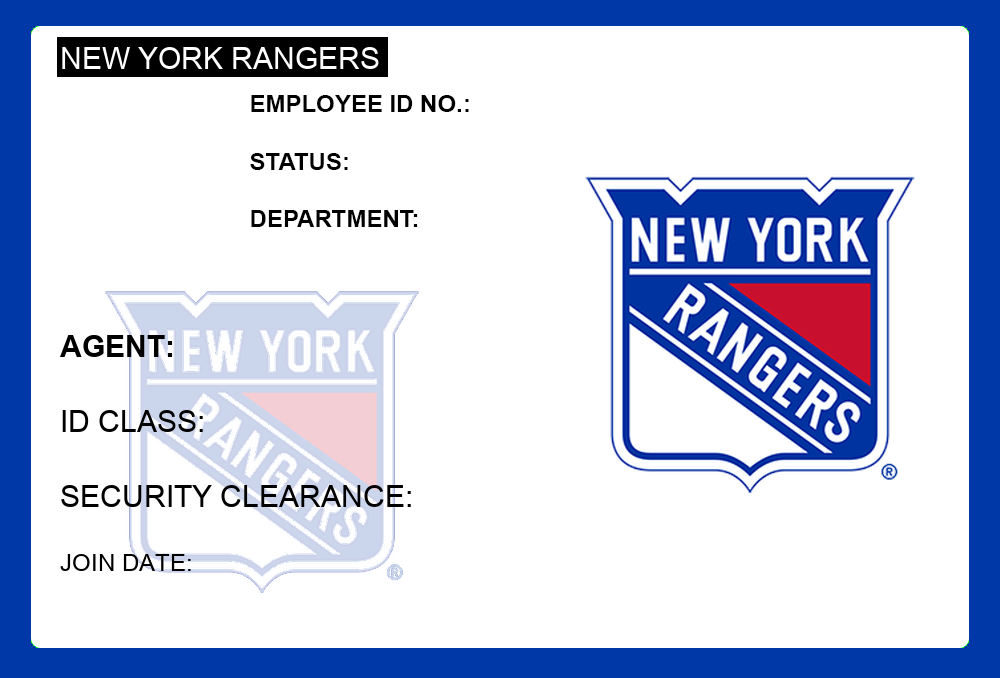 NEW YORK RANGERS
EMPLOYEE ID NO.:
STATUS:
DEPARTMENT:
NEW YORK
RANGERS
®
AGENT:
NEW YORK
ID CLASS:
RANGERS
SECURITY CLEARANCE:
JOIN DATE:
®